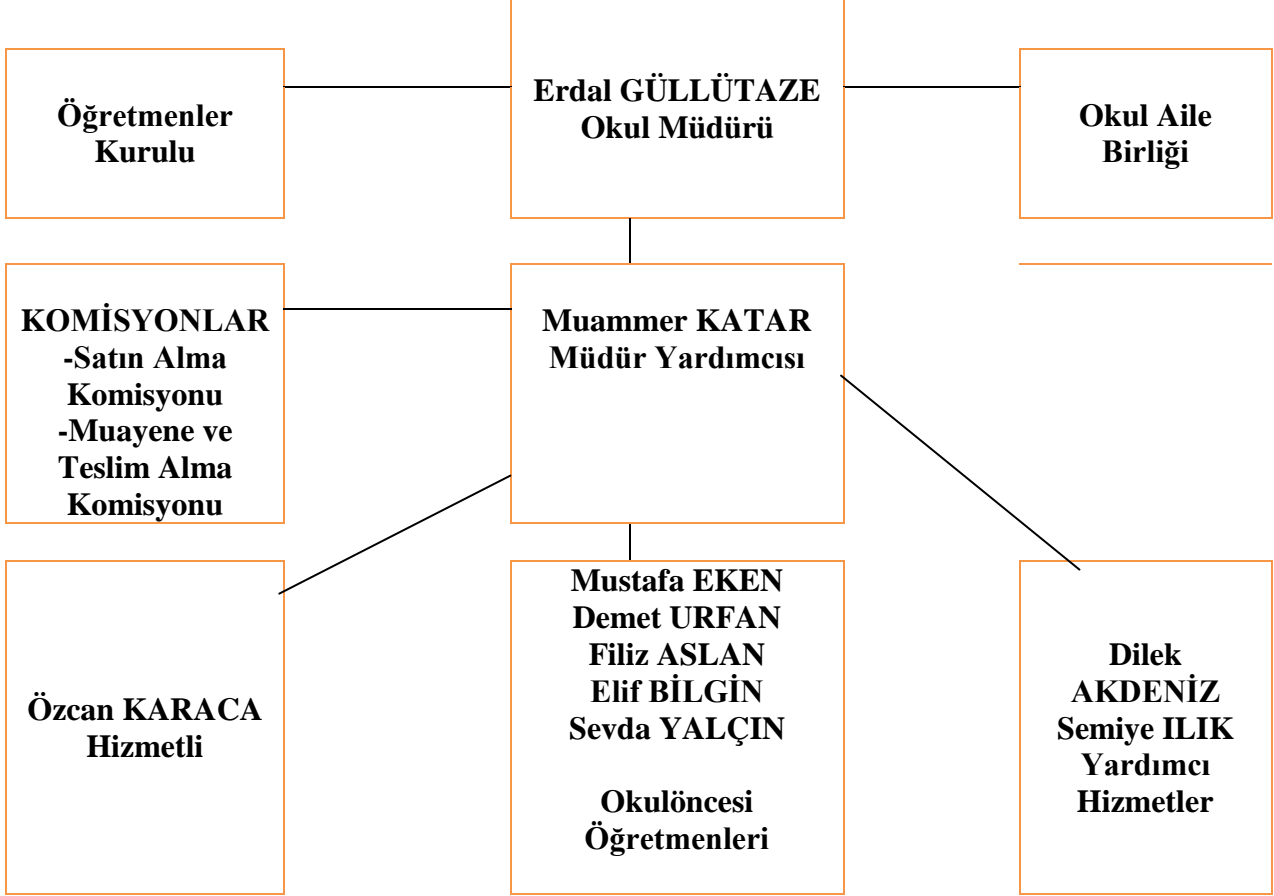 Öğretmenler
Kurulu
Erdal GÜLLÜTAZE
Okul Müdürü
Okul Aile
Birliği
KOMİSYONLAR
-Satın Alma
Komisyonu
-Muayene ve
Teslim Alma
Komisyonu
Muammer KATAR
Müdür Yardımcısı
Özcan KARACA
Hizmetli
Mustafa EKEN
Demet URFAN
Filiz ASLAN
Elif BİLGİN
Sevda YALÇIN
Okulöncesi
Öğretmenleri
Dilek
AKDENİZ
Semiye ILIK
Yardımcı
Hizmetler